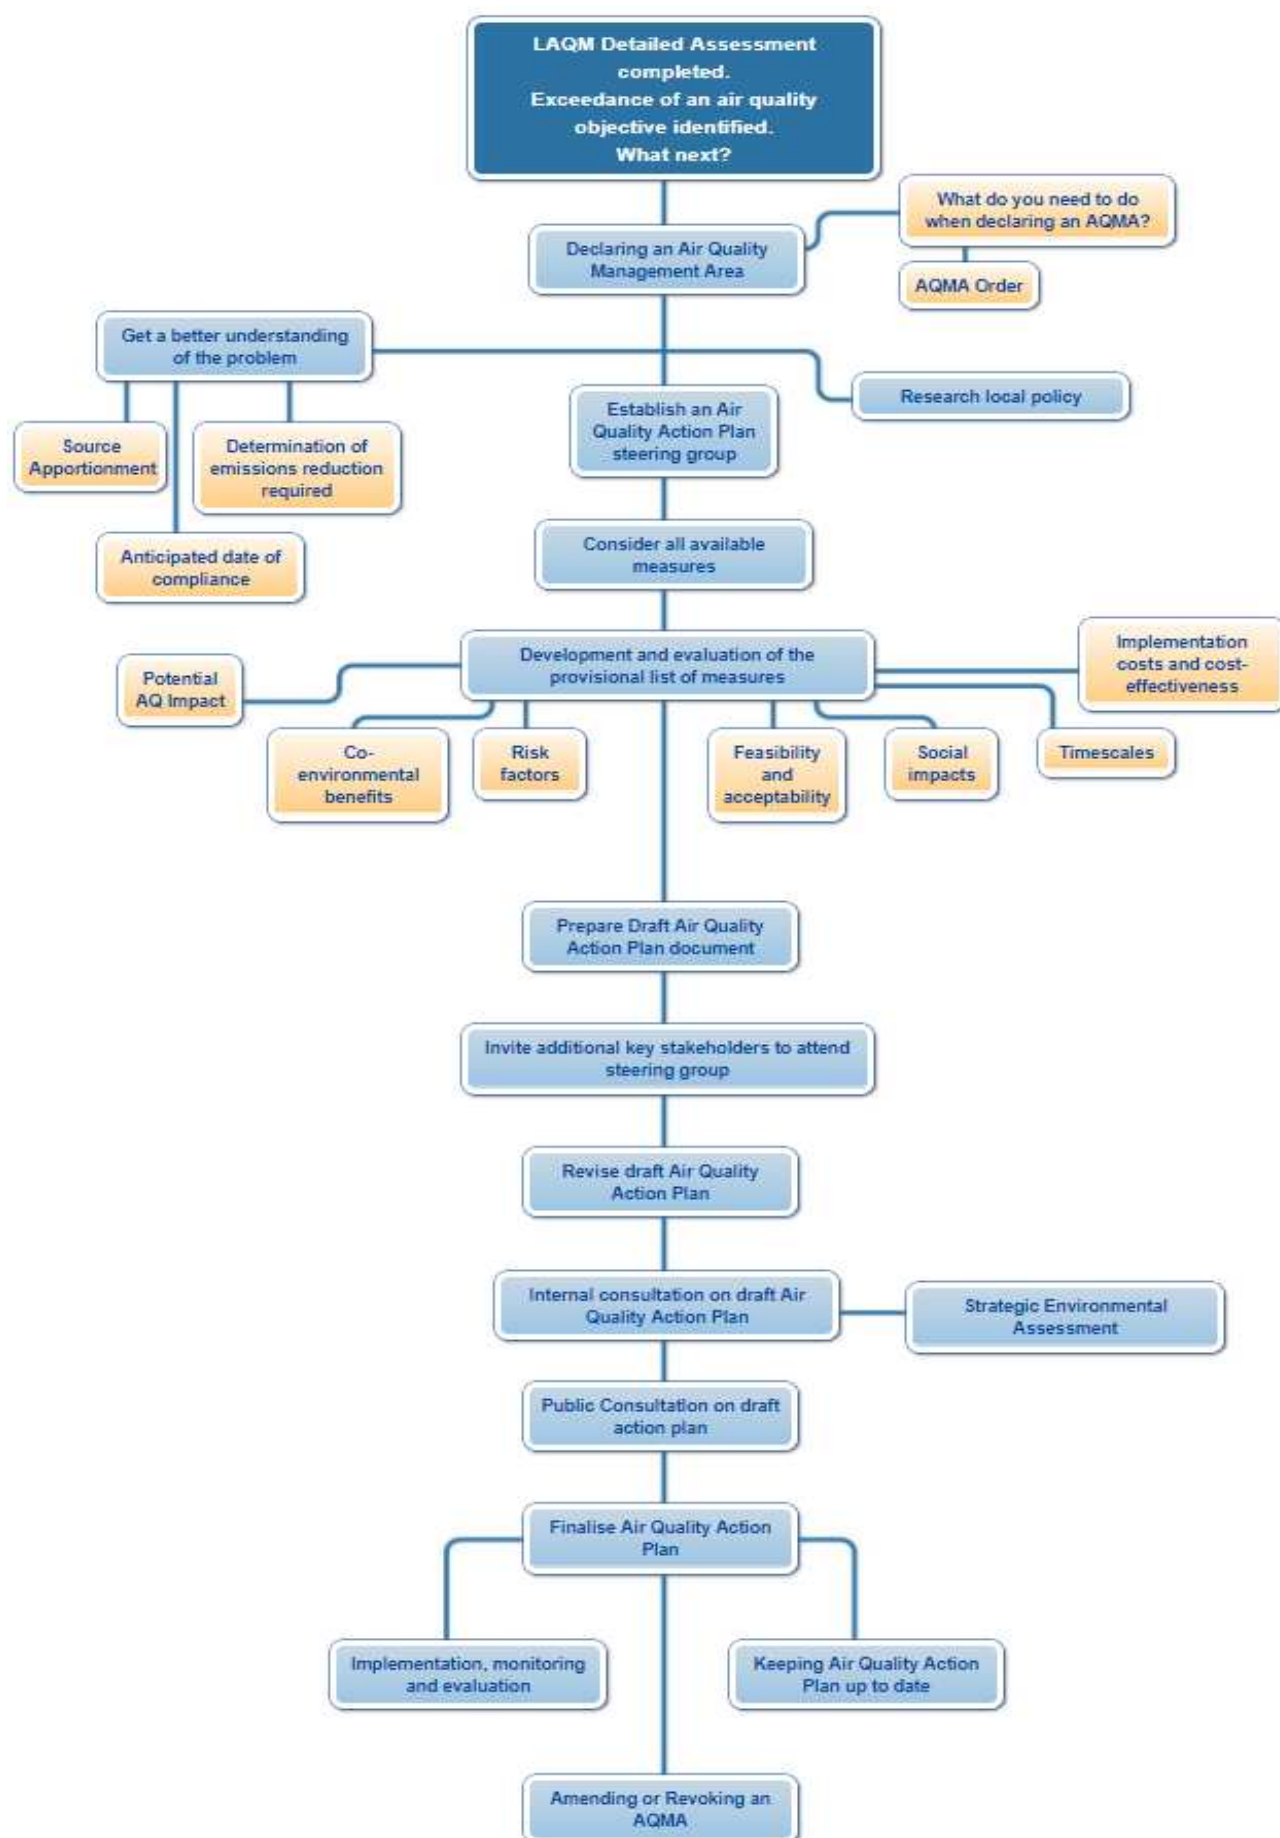 LAQM Detailed Assessment
completed.
Exceedance of an air quality
objective identified.
What next?
What do you need to do
when declaring an AQMA?
Declaring an Air Quality
Management Area
AQMA Order
Get a better understanding
of the problem
Research local policy
Establish an Air
Quality Action Plan
steering group
Source
Apportionment
Determination of
emissions reduction
required
Anticipated date of
compliance
Consider all available
measures
Development and evaluation of the
provisional list of measures
Implementation
costs and cost-
effectiveness
Potential
AQ Impact
Co-
environmental
benefits
Risk
factors
Feasibility
and
acceptability
Social
impacts
Timescales
Prepare Draft Air Quality
Action Plan document
Invite additional key stakeholders to attend
steering group
Revise draft Air Quality
Action Plan
Internal consultation on draft Air
Quality Action Plan
Strategic Environmental
Assessment
Public Consultation on draft
action plan
Finalise Air Quality Action
Plan
Implementation, monitoring
and evaluation
Keeping Air Quality Action
Plan up to date
Amending or Revoking an
AQMA